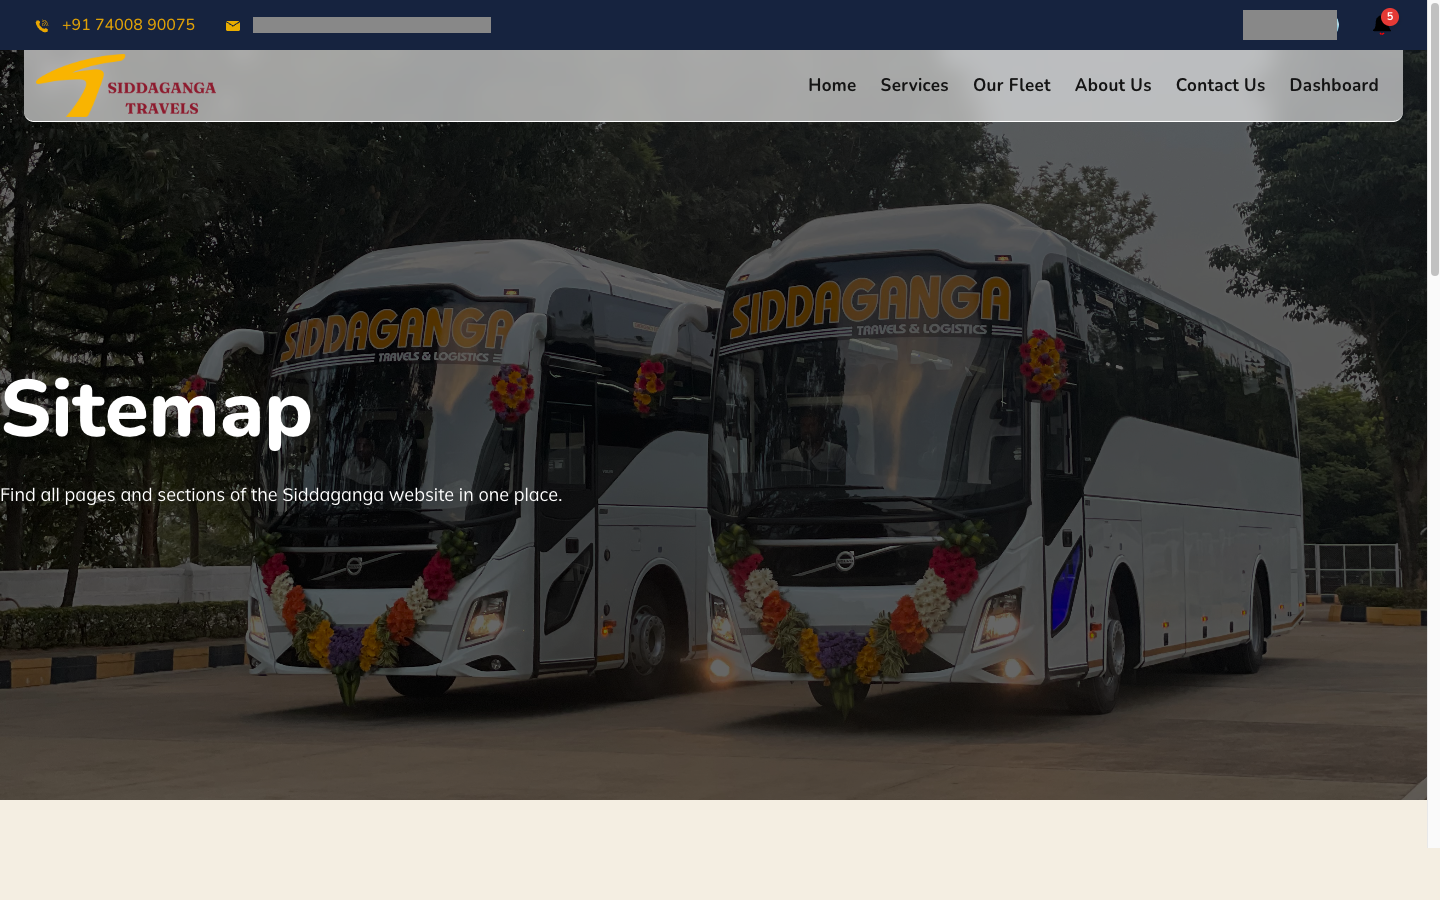 +91 74008 90075
5
SIDDAGANGA
TRAVELS
Home Services Our Fleet About Us Contact Us Dashboard
SIDDAGANGA
TRAVELS & LOGISTICS
SIDDAGANGA
TRAVELS & LOGISTICS
Sitemap
Find all pages and sections of the Siddaganga website in one place.